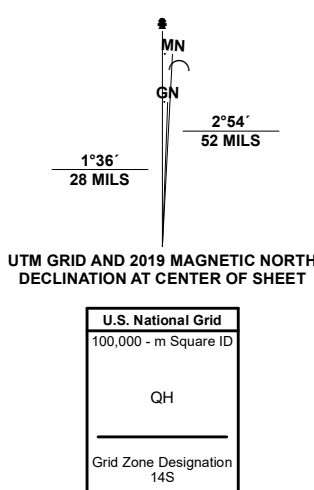 MN
GN
2°54´
52 MILS
1°36´
28 MILS
UTM GRID AND 2019 MAGNETIC NORTH
DECLINATION AT CENTER OF SHEET
U.S. National Grid
100,000 - m Square ID
QH
Grid Zone Designation
14S